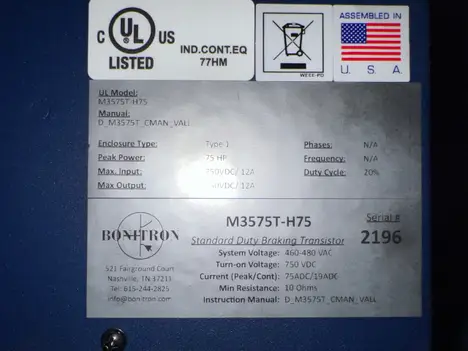 C UL US
LISTED
IND.CONT.EQ
77HM
WEEE-PD
ASSEMBLED IN
U. S. A.
UL Model:
M3575T-H75
Manual:
D_M3575T_CMAN_VALL
Enclosure Type: Type 1 Phases: N/A
Peak Power: 75 HP Frequency: N/A
Max. Input: 750VDC/ 12A Duty Cycle: 20%
Max Output: /12A
BONITRON
521 Fairground Court
Nashville, TN 37211
Tel: 615-244-2825
info@bonitron.com
M3575T-H75
Standard Duty Braking Transistor
System Voltage: 460-480 VAC
Turn-on Voltage: 750 VDC
Current (Peak/Cont): 75ADC/19ADC
Min Resistance: 10 Ohms
Instruction Manual: D_M3575T_CMAN_VALL
Serial #
2196